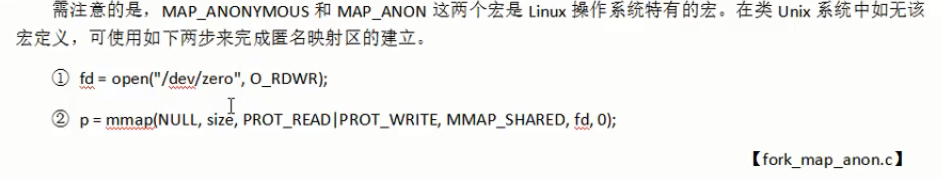 需注意的是，MAP_ANONYMOUS 和 MAP_ANON 这两个宏是 Linux 操作系统特有的宏。在类 Unix 系统中如无该
宏定义，可使用如下两步来完成匿名映射区的建立。
① fd = open("/dev/zero", O_RDWR);
② p = mmap(NULL, size, PROT_READ|PROT_WRITE, MMAP_SHARED, fd, 0);
【fork_map_anon.c】